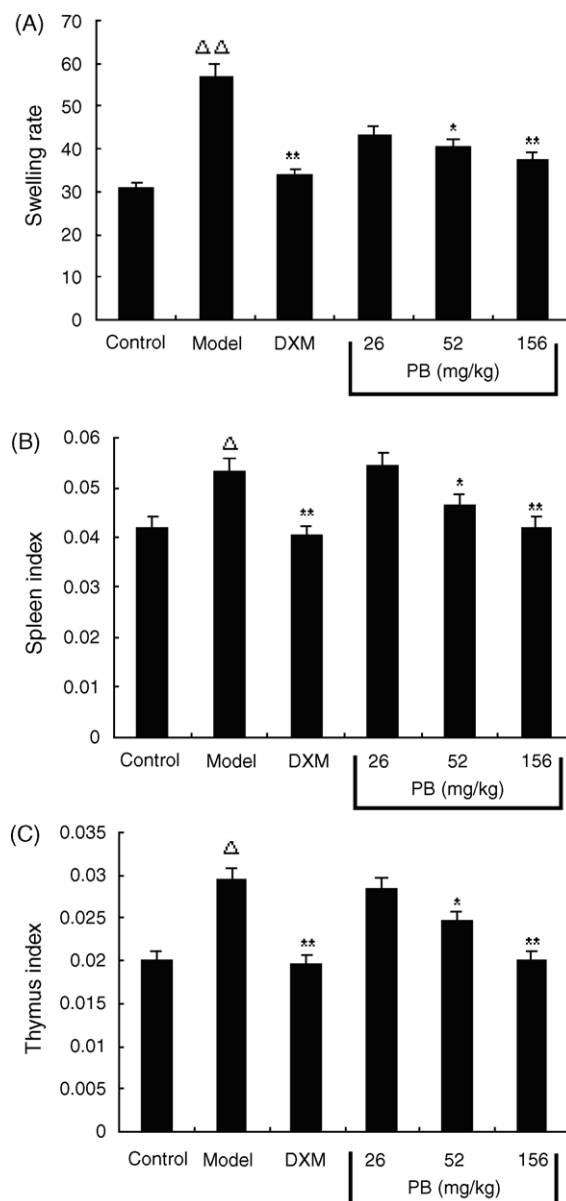 (A)
Swelling rate
70
60
50
40
30
20
10
0
△ △
**
*
**
Control Model DXM 26 52 156
PB (mg/kg)
(B)
Spleen index
0.06
0.05
0.04
0.03
0.02
0.01
0
△
**
*
**
Control Model DXM 26 52 156
PB (mg/kg)
(C)
Thymus index
0.035
0.03
0.025
0.02
0.015
0.01
0.005
0
△
**
*
**
Control Model DXM 26 52 156
PB (mg/kg)